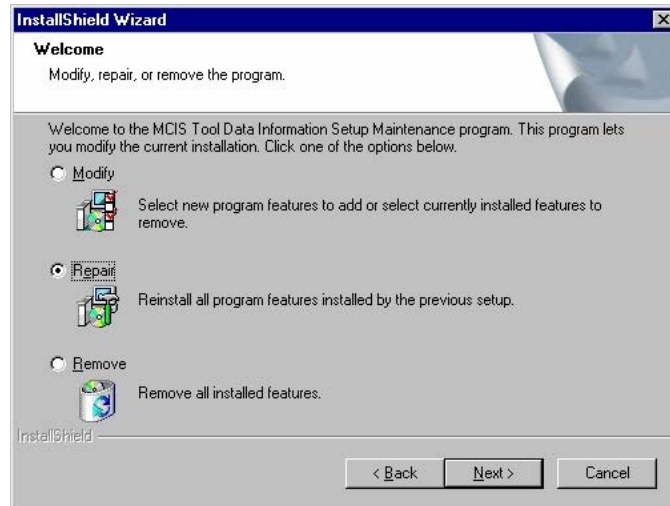 InstallShield Wizard
Welcome
Modify, repair, or remove the program.
Welcome to the MCIS Tool Data Information Setup Maintenance program. This program lets
you modify the current installation. Click one of the options below.
Modify
Select new program features to add or select currently installed features to
remove.
Repair
Reinstall all program features installed by the previous setup.
Remove
Remove all installed features.
InstallShield
< Back
Next >
Cancel